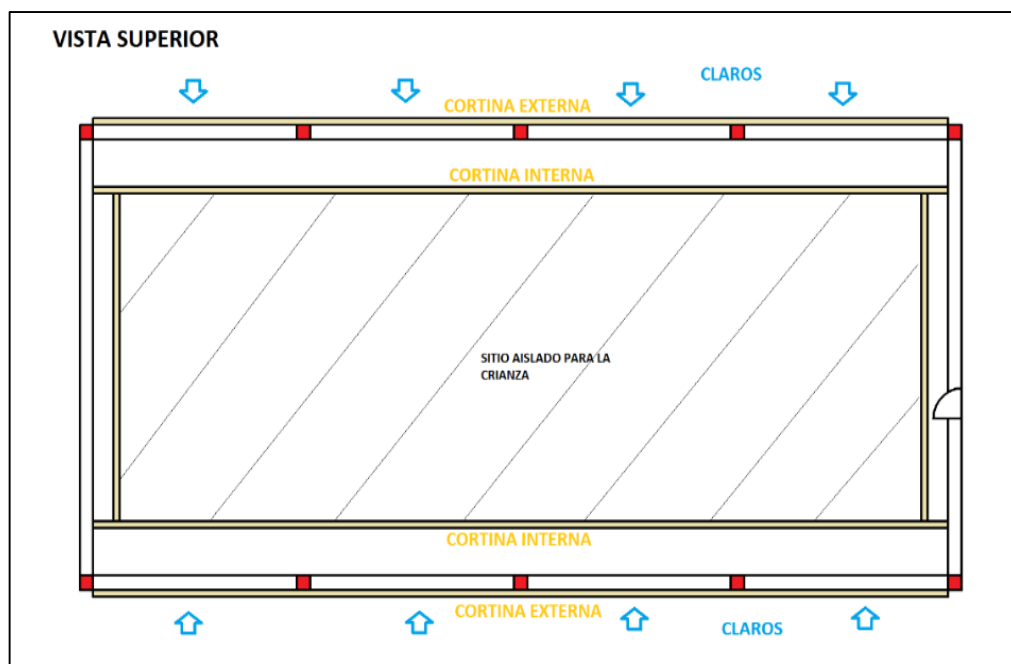 VISTA SUPERIOR
CLAROS
CORTINA EXTERNA
CORTINA INTERNA
SITIO AISLADO PARA LA
CRIANZA
CORTINA INTERNA
CORTINA EXTERNA
CLAROS